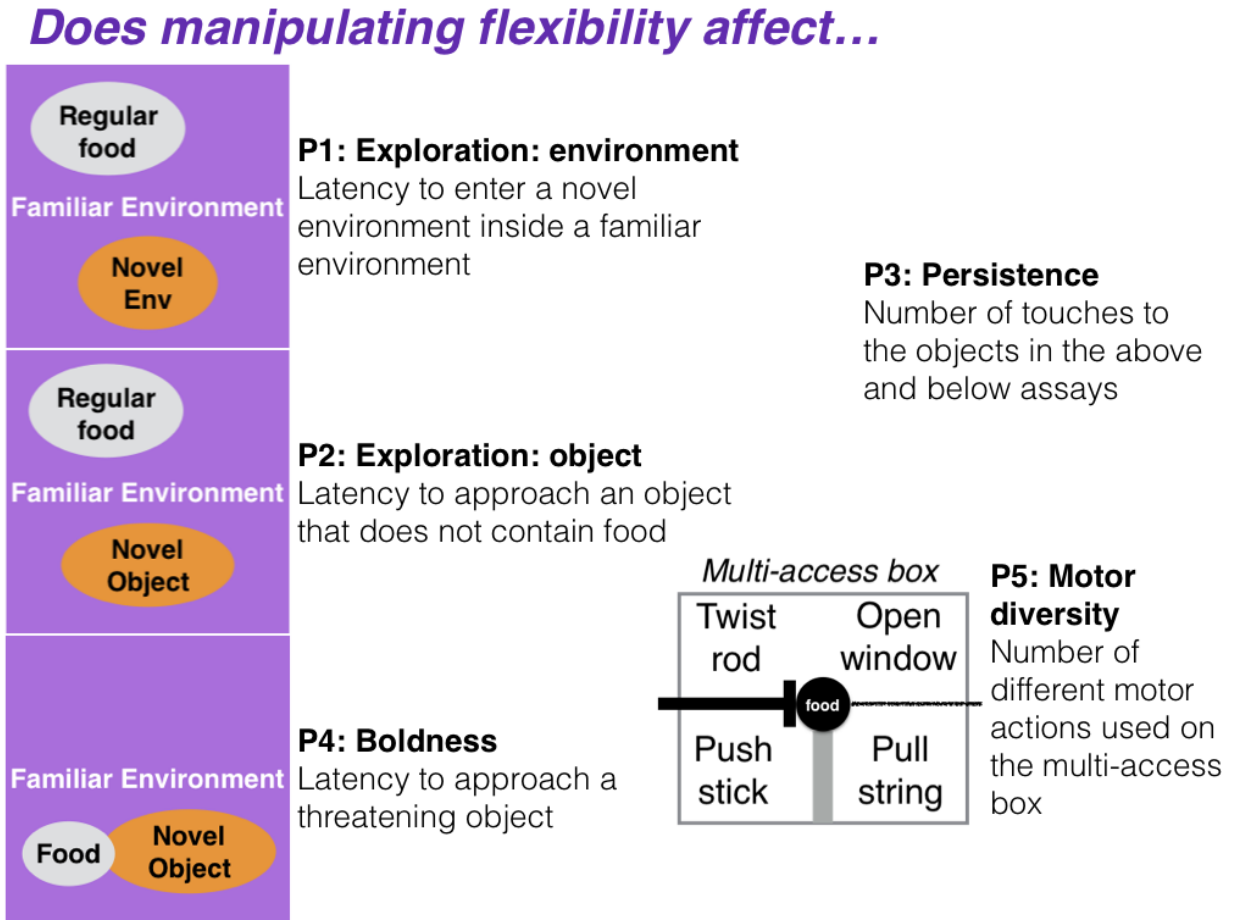 Does manipulating flexibility affect…
Regular
food
Familiar Environment
Novel
Env
P1: Exploration: environment
Latency to enter a novel
environment inside a familiar
environment
P3: Persistence
Number of touches to
the objects in the above
and below assays
Regular
food
Familiar Environment
Novel
Object
P2: Exploration: object
Latency to approach an object
that does not contain food
Multi-access box
Twist
rod
Open
window
food
Push
stick
Pull
string
P5: Motor
diversity
Number of
different motor
actions used on
the multi-access
box
Familiar Environment
Food
Novel
Object
P4: Boldness
Latency to approach a
threatening object